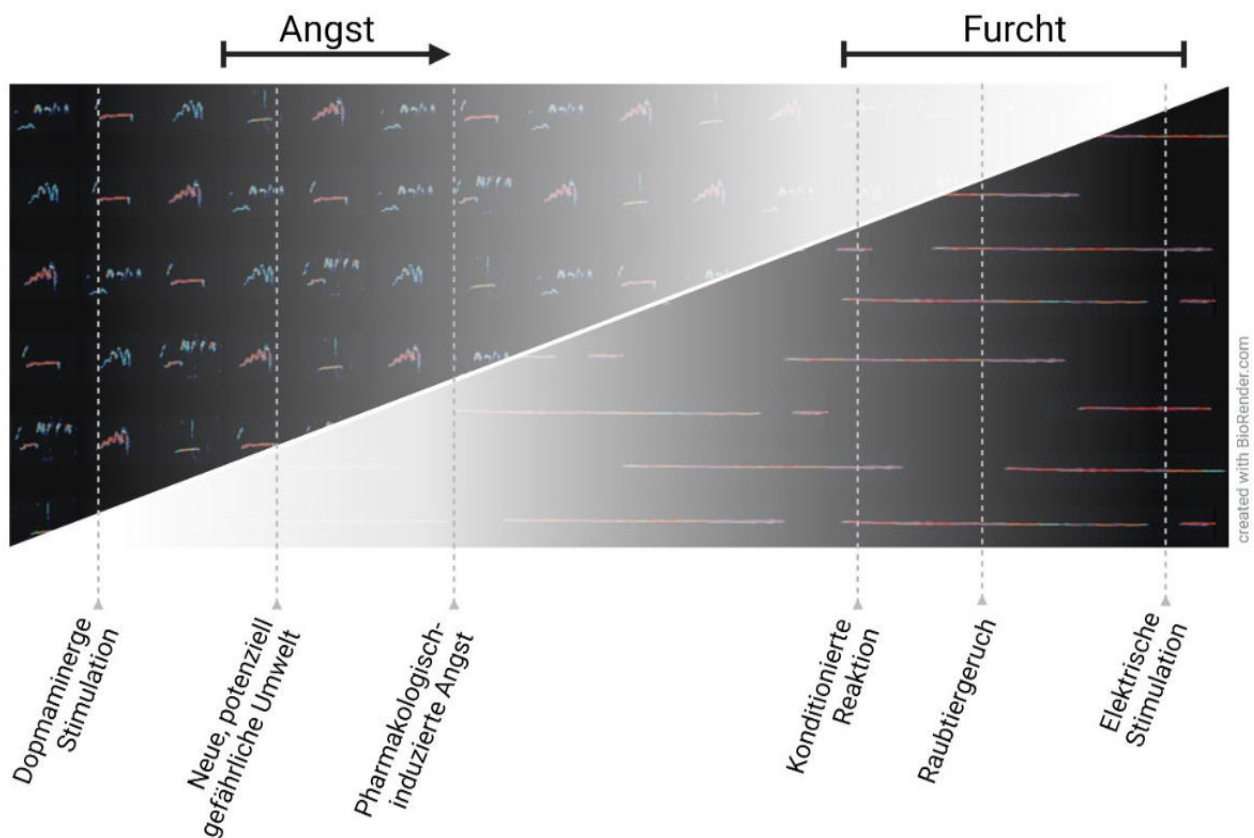 Angst
Furcht
Dopmaminerge
Stimulation
Neue, potenziell
gefährliche Umwelt
Pharmakologisch-
induzierte Angst
Konditionierte
Reaktion
Raubtiergeruch
Elektrische
Stimulation
created with BioRender.com